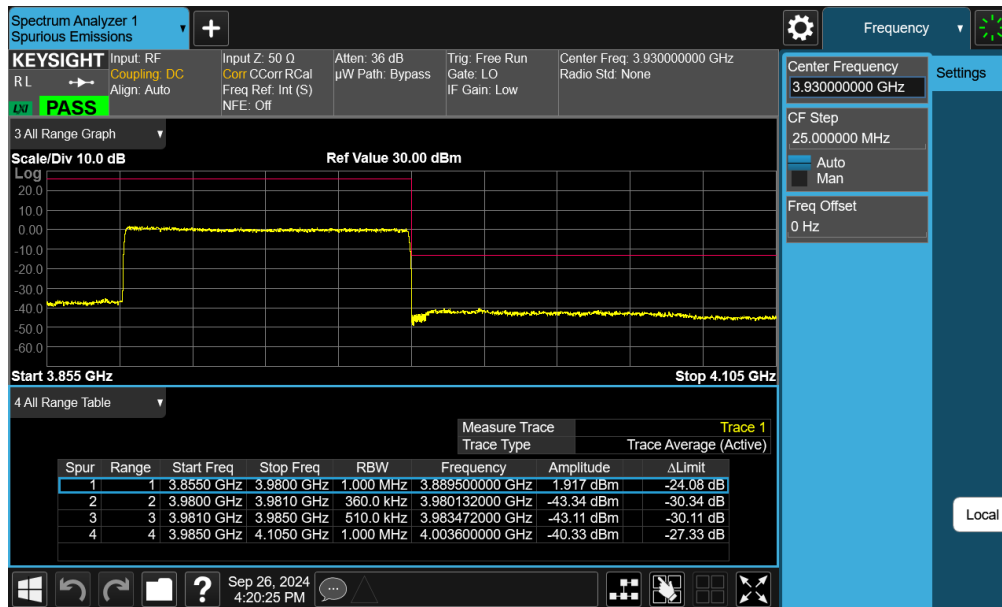 Spectrum Analyzer 1
Spurious Emissions
Frequency
KEYSIGHT
R L
LXI
PASS
Input: RF
Coupling: DC
Align: Auto
Input Z: 50 Ω
Corr CCorr RCal
Freq Ref: Int (S)
NFE: Off
Atten: 36 dB
µW Path: Bypass
Trig: Free Run
Gate: LO
IF Gain: Low
Center Freq: 3.930000000 GHz
Radio Std: None
Center Frequency
3.930000000 GHz
Settings
CF Step
25.000000 MHz
Auto
Man
Freq Offset
0 Hz
3 All Range Graph
Scale/Div 10.0 dB
Ref Value 30.00 dBm
Log
20.0
10.0
0.00
-10.0
-20.0
-30.0
-40.0
-50.0
-60.0
Start 3.855 GHz
Stop 4.105 GHz
4 All Range Table
Measure Trace Trace 1
Trace Type Trace Average (Active)
Spur Range Start Freq Stop Freq RBW Frequency Amplitude ΔLimit
1 1 3.8550 GHz 3.9800 GHz 1.000 MHz 3.889500000 GHz 1.917 dBm -24.08 dB
2 2 3.9800 GHz 3.9810 GHz 360.0 kHz 3.980132000 GHz -43.34 dBm -30.34 dB
3 3 3.9810 GHz 3.9850 GHz 510.0 kHz 3.983472000 GHz -43.11 dBm -30.11 dB
4 4 3.9850 GHz 4.1050 GHz 1.000 MHz 4.003600000 GHz -40.33 dBm -27.33 dB
Local
?
Sep 26, 2024
4:20:25 PM